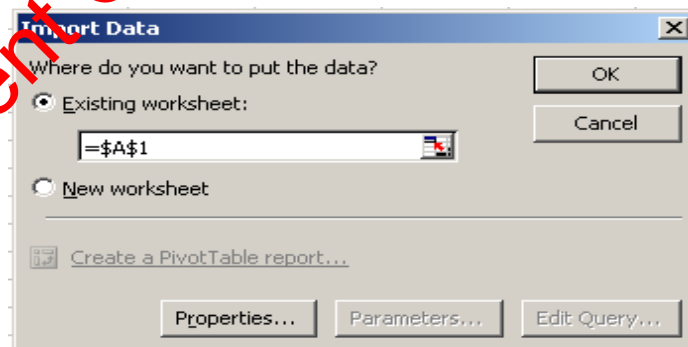 Import Data
Where do you want to put the data?
OK
Existing worksheet:
Cancel
=$A$1
New worksheet
Create a PivotTable report...
Properties...
Parameters...
Edit Query...